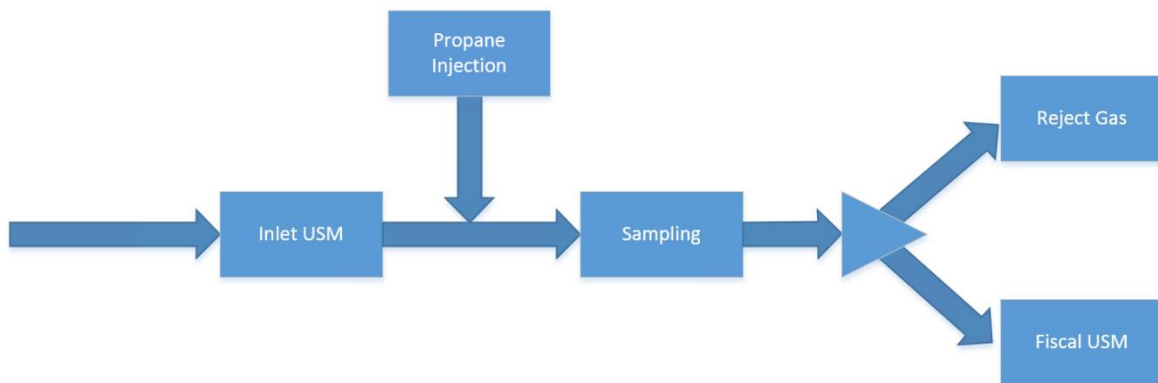 Propane
Injection
Reject Gas
Inlet USM
Sampling
Fiscal USM